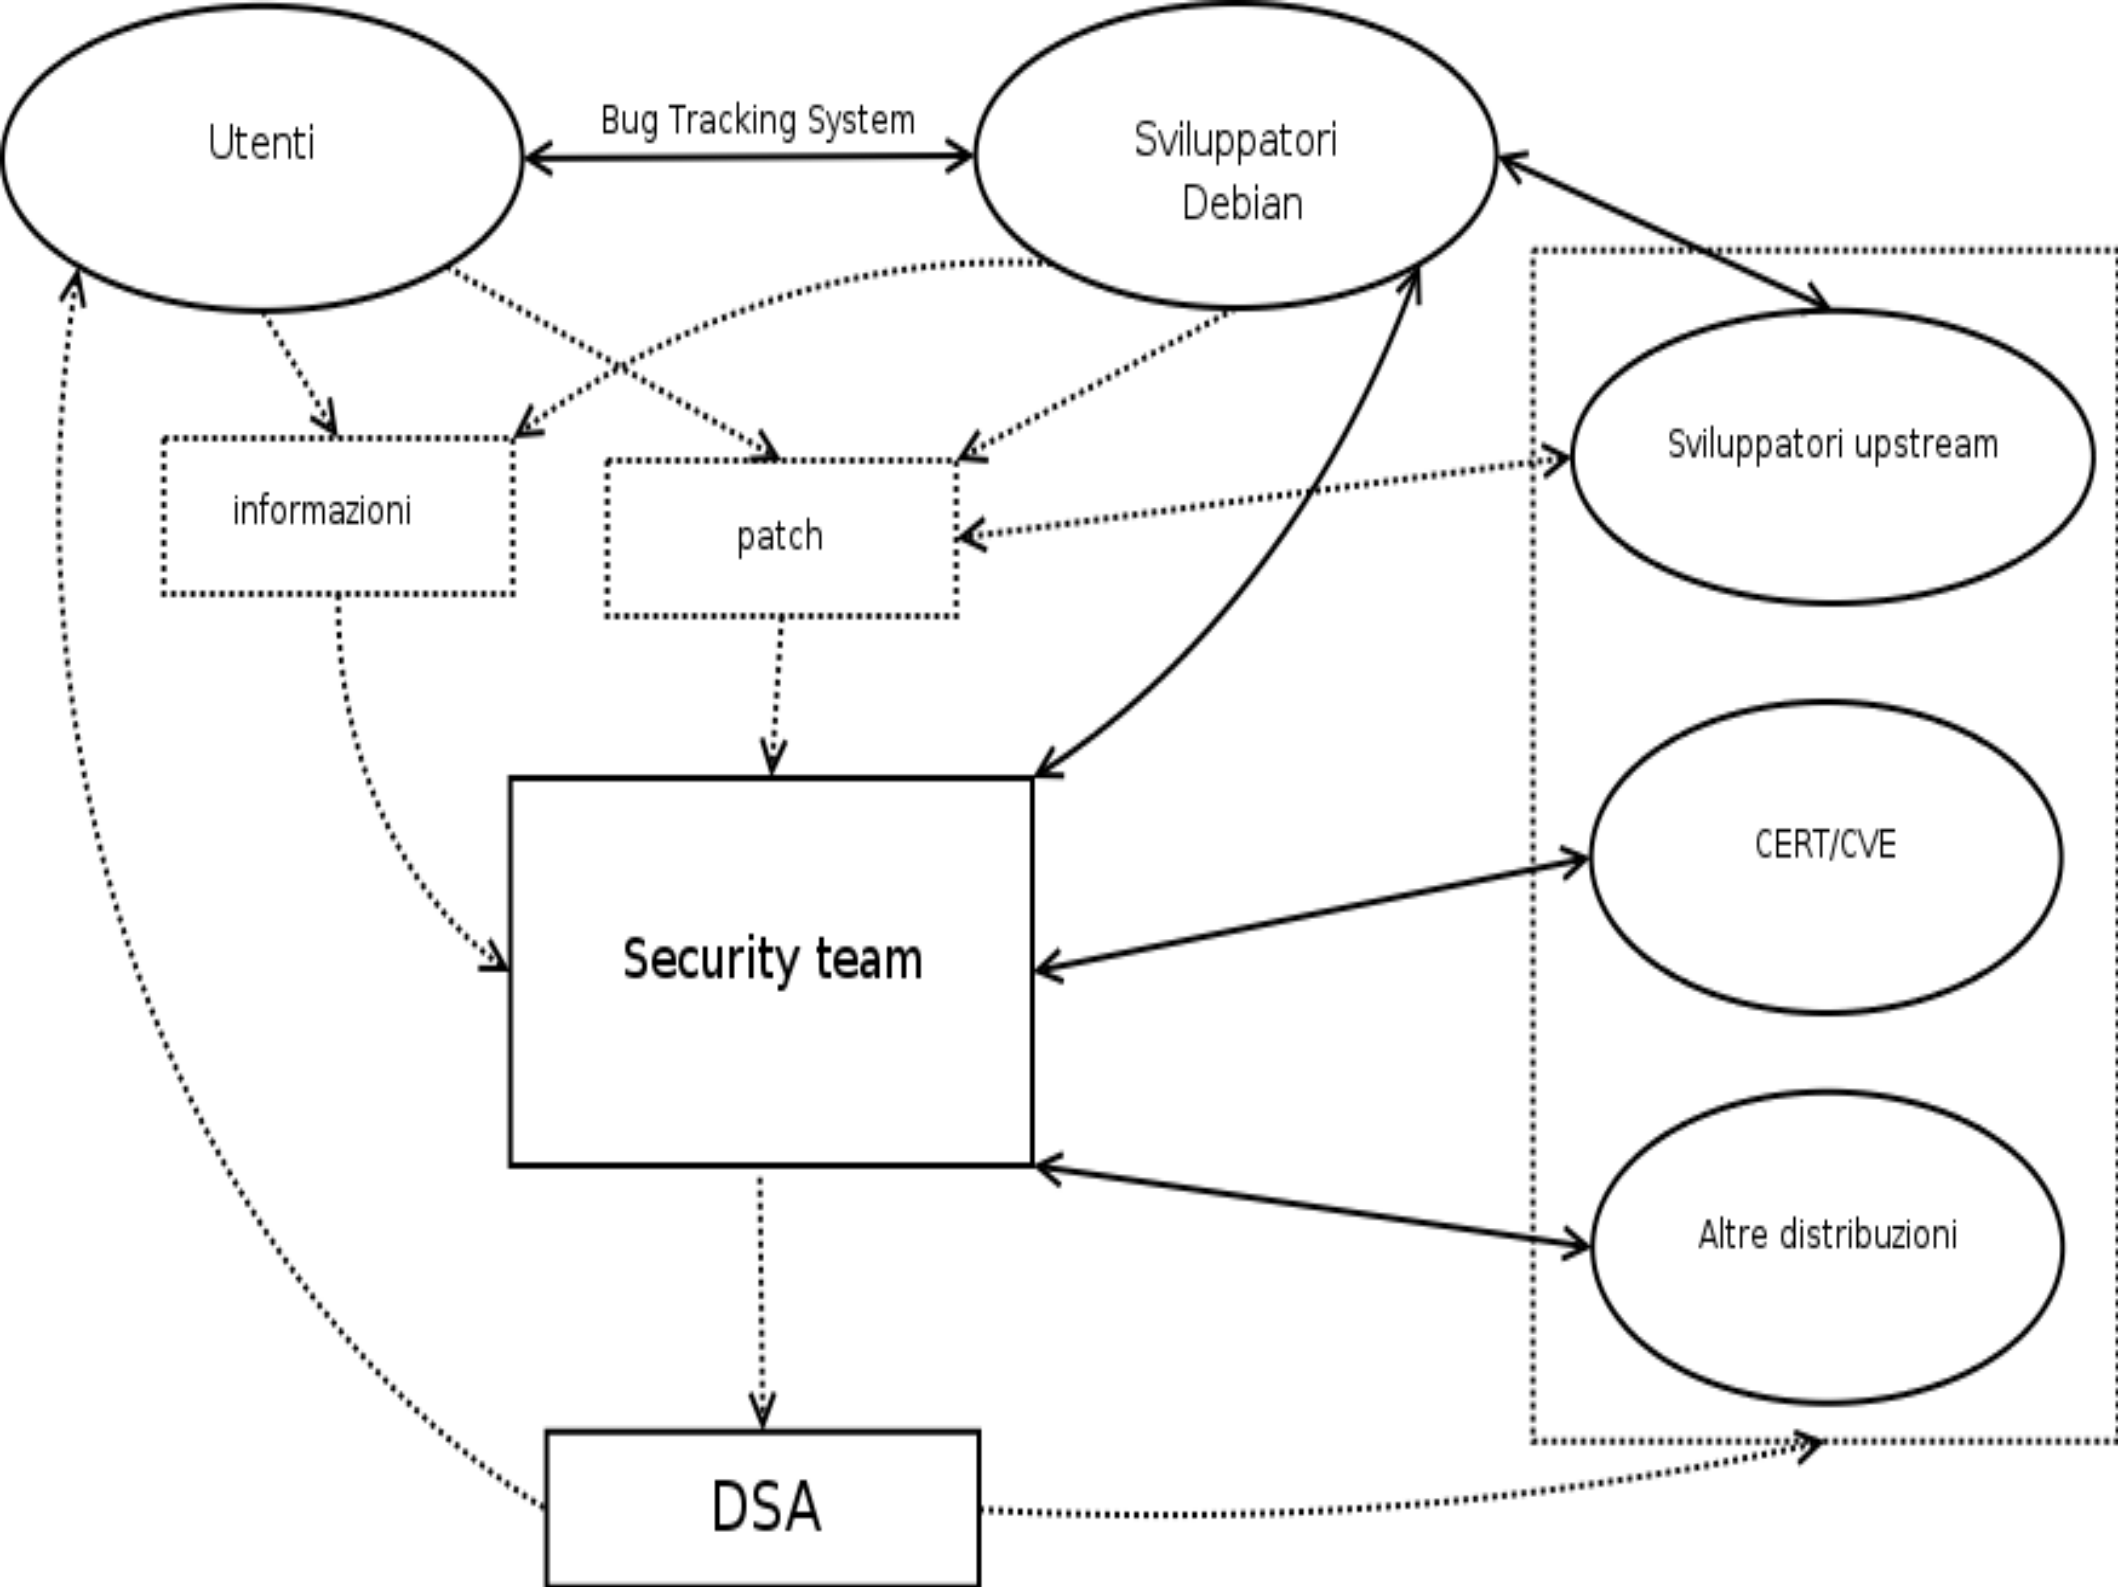 Utenti
Bug Tracking System
Sviluppatori
Debian
Sviluppatori upstream
informazioni
patch
CERT/CVE
Security team
Altre distribuzioni
DSA